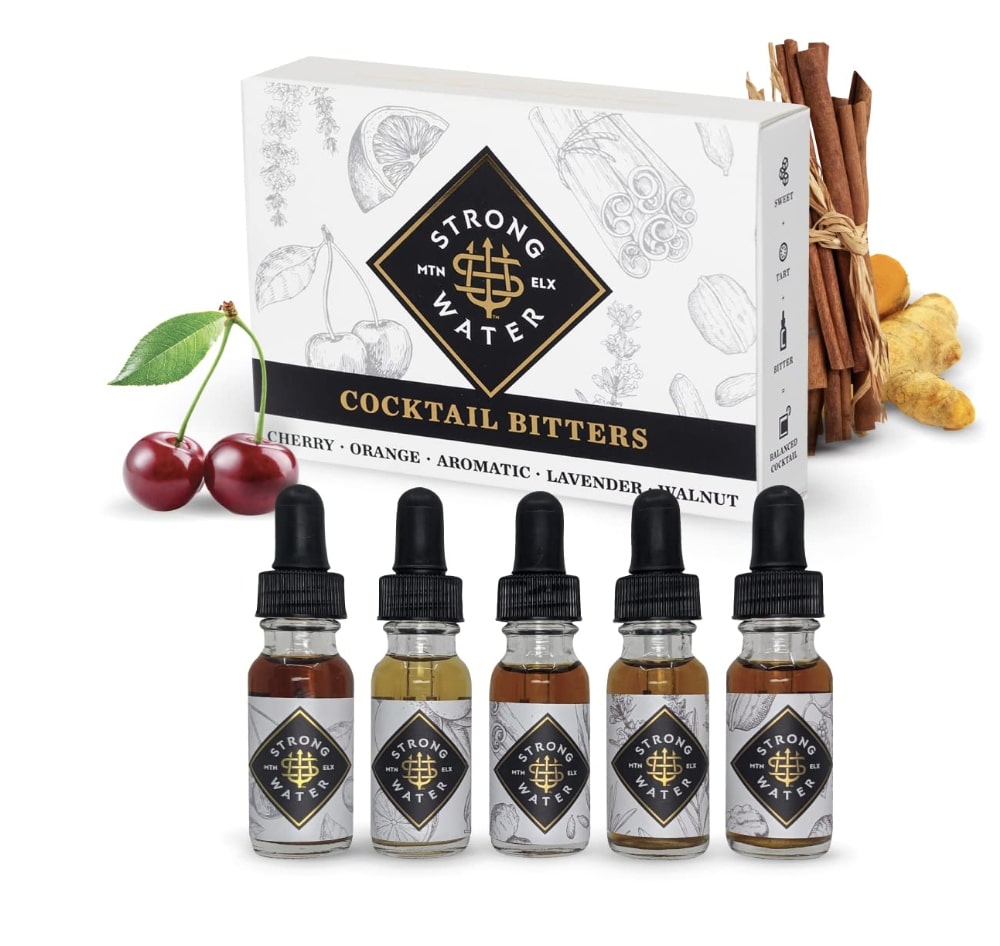 STRONG
MTN ELX
WATER
TM
COCKTAIL BITTERS
CHERRY · ORANGE · AROMATIC · LAVENDER · WALNUT
SWEET
+
TART
+
BITTER
=
BALANCED
COCKTAIL
STRONG
MTN ELX
WATER
STRONG
MTN ELX
WATER
STRONG
MTN ELX
WATER
STRONG
MTN ELX
WATER
STRONG
MTN ELX
WATER